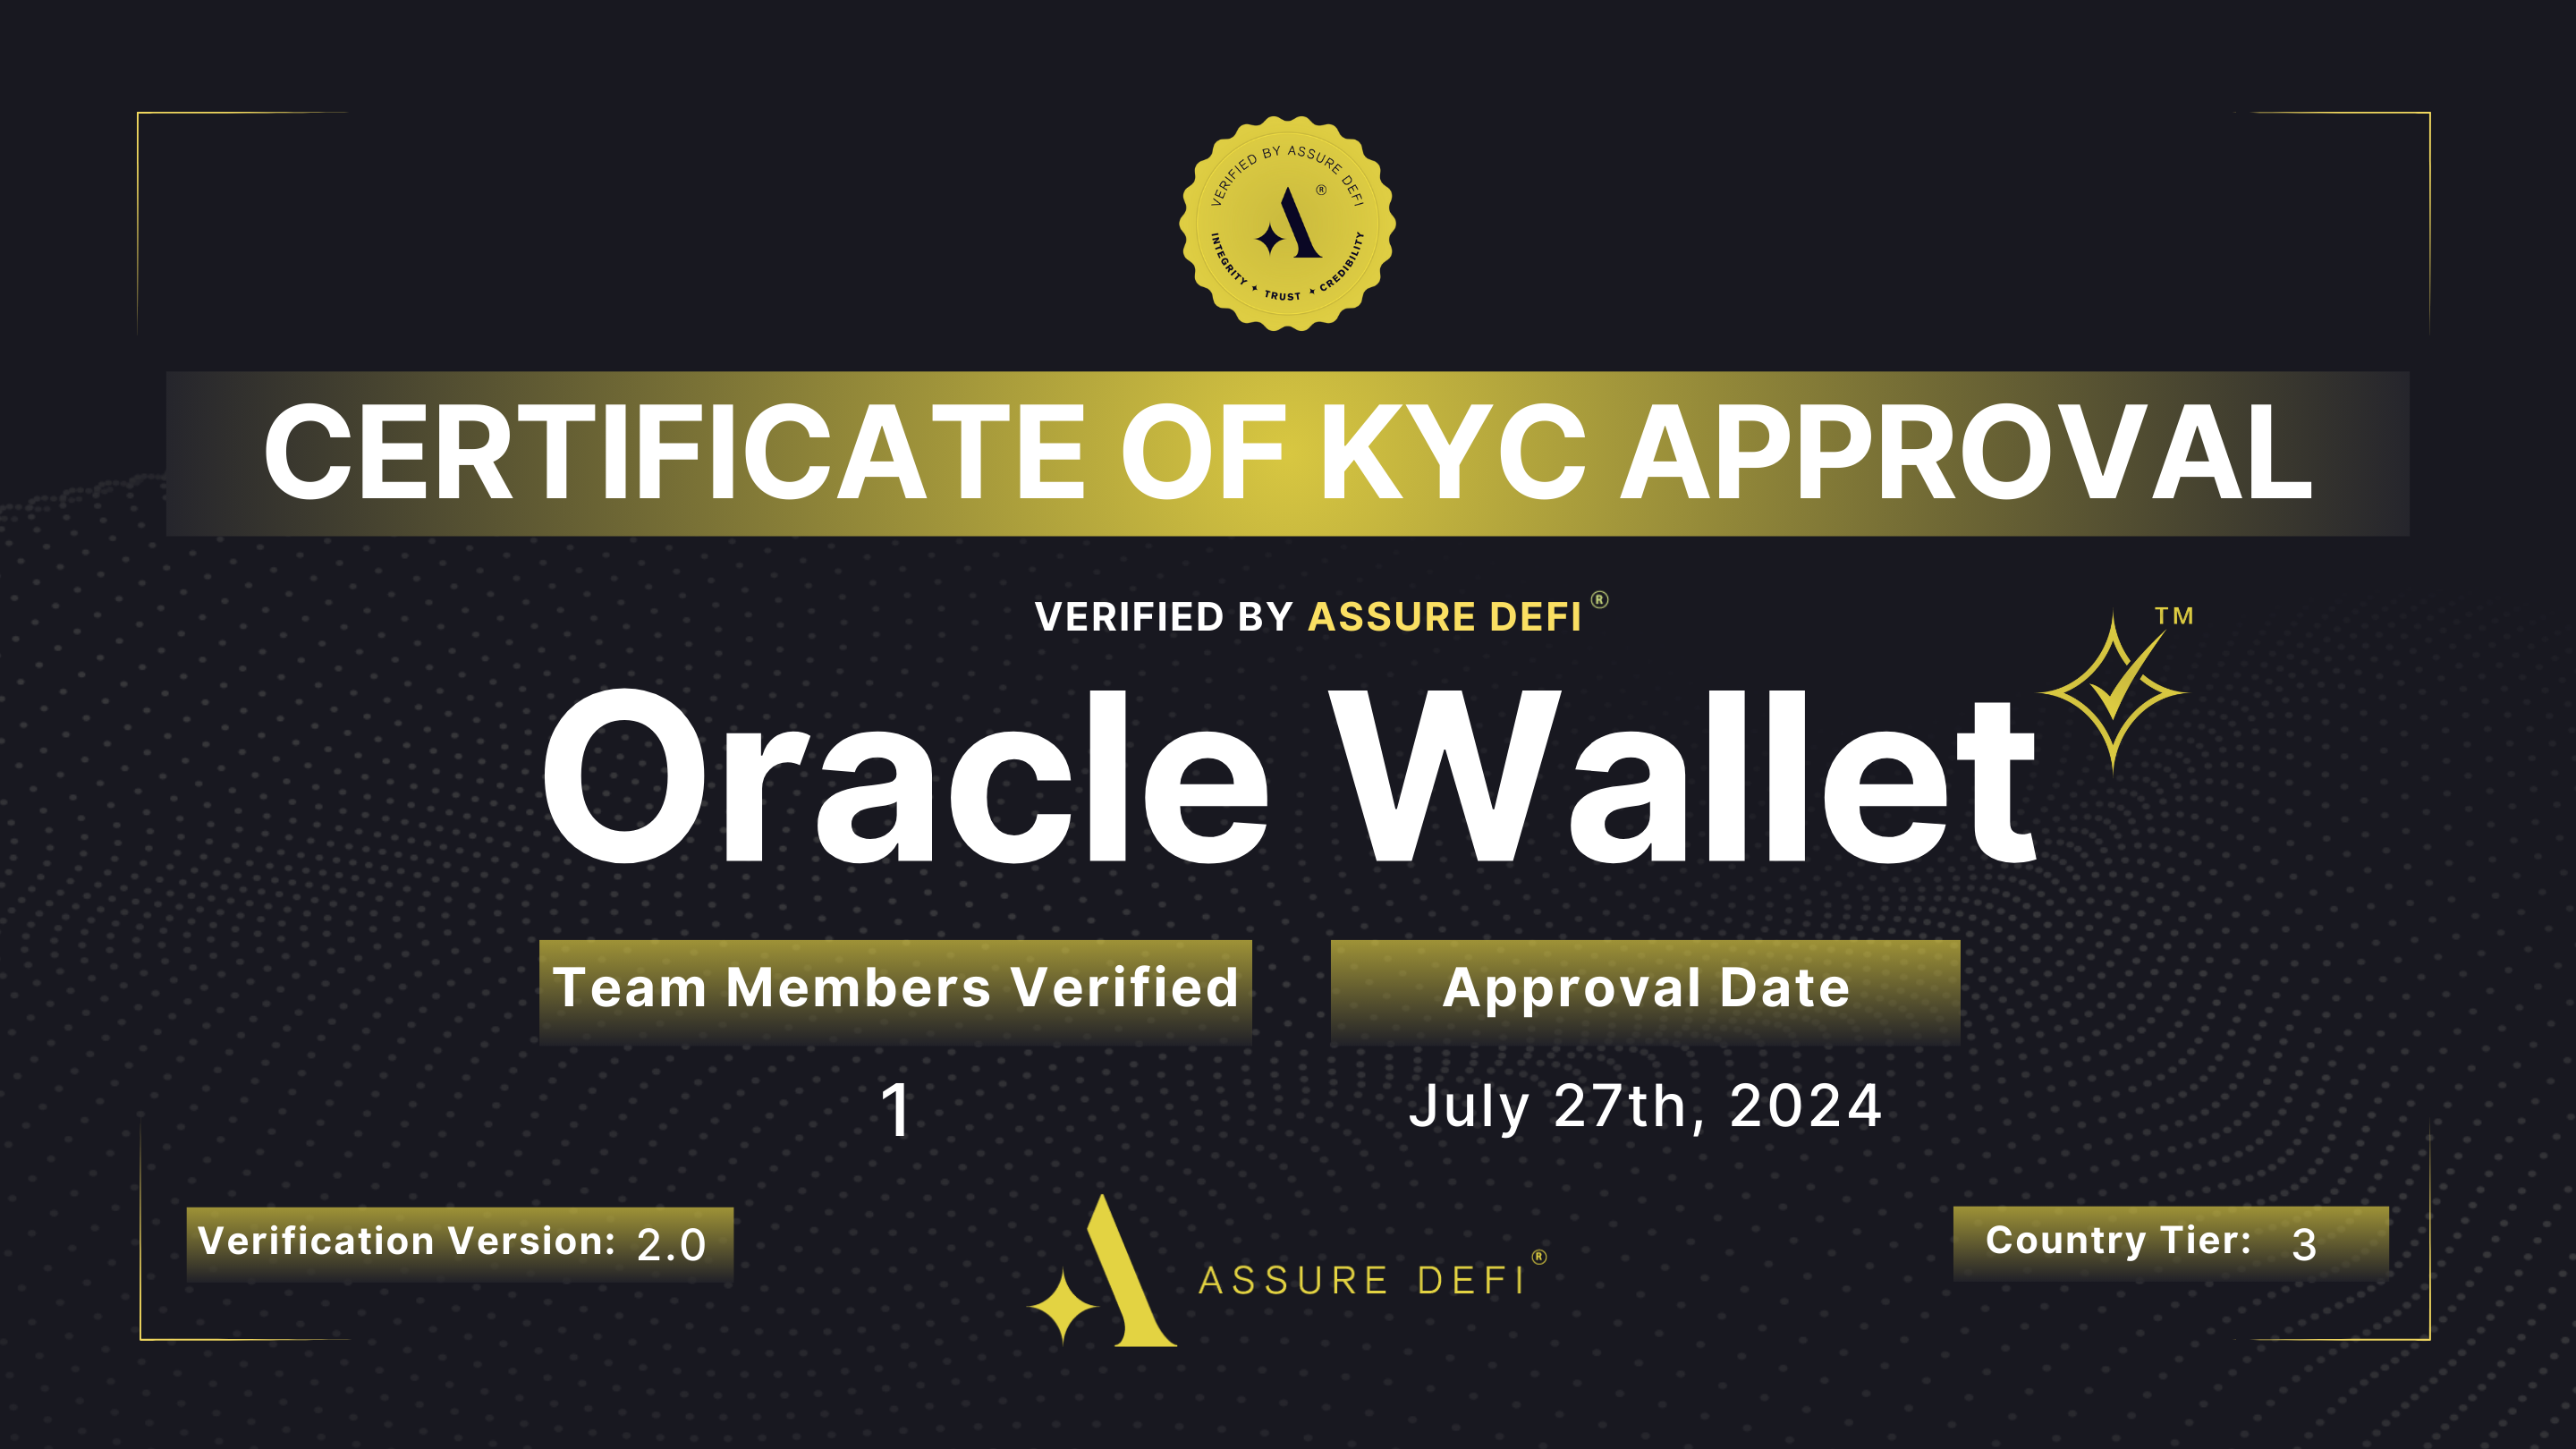 VERIFIED BY ASSURE DEFI
A ®
INTEGRITY ✦ TRUST ✦ CREDIBILITY
CERTIFICATE OF KYC APPROVAL
VERIFIED BY ASSURE DEFI ®
TM
Oracle Wallet
Team Members Verified
1
Approval Date
July 27th, 2024
Verification Version: 2.0
ASSURE DEFI ®
Country Tier: 3